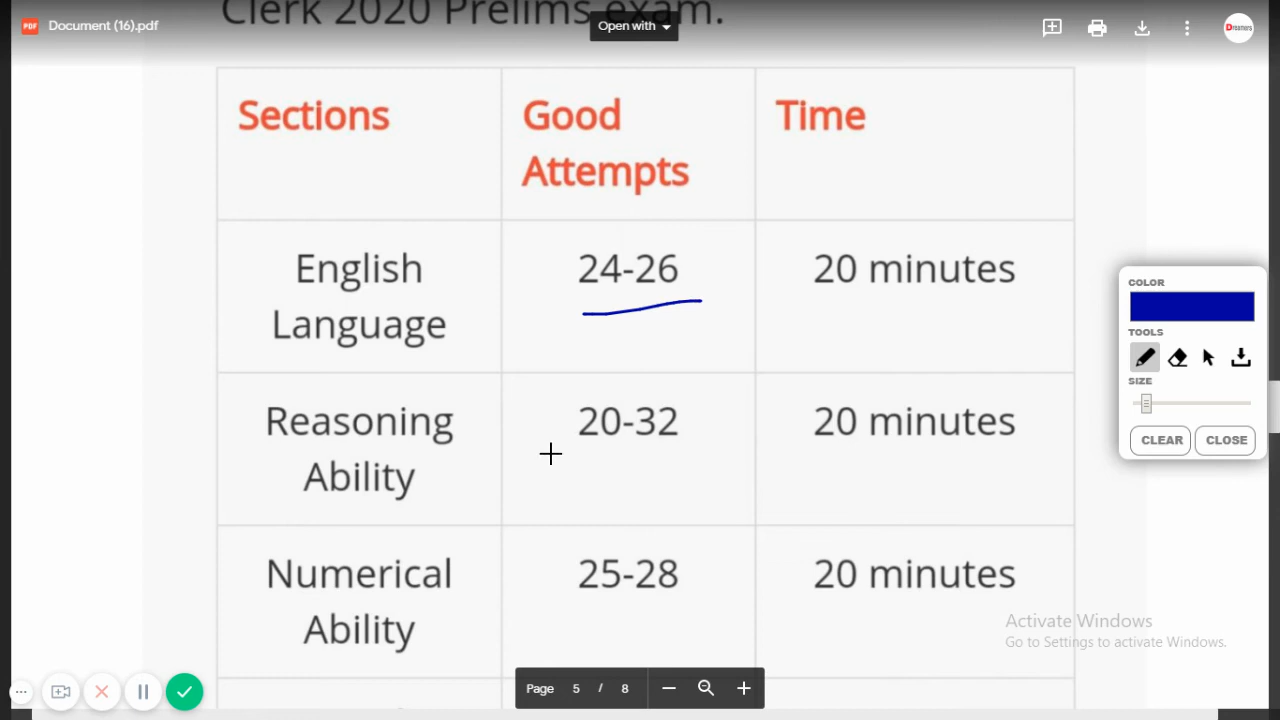 Clerk 2020 Prelims exam.
PDF Document (16).pdf
Open with
Dreamers
Sections Good Attempts Time
English Language 24-26 20 minutes
Reasoning Ability 20-32 20 minutes
Numerical Ability 25-28 20 minutes
COLOR
TOOLS
SIZE
CLEAR CLOSE
Activate Windows
Go to Settings to activate Windows.
Page 5 / 8